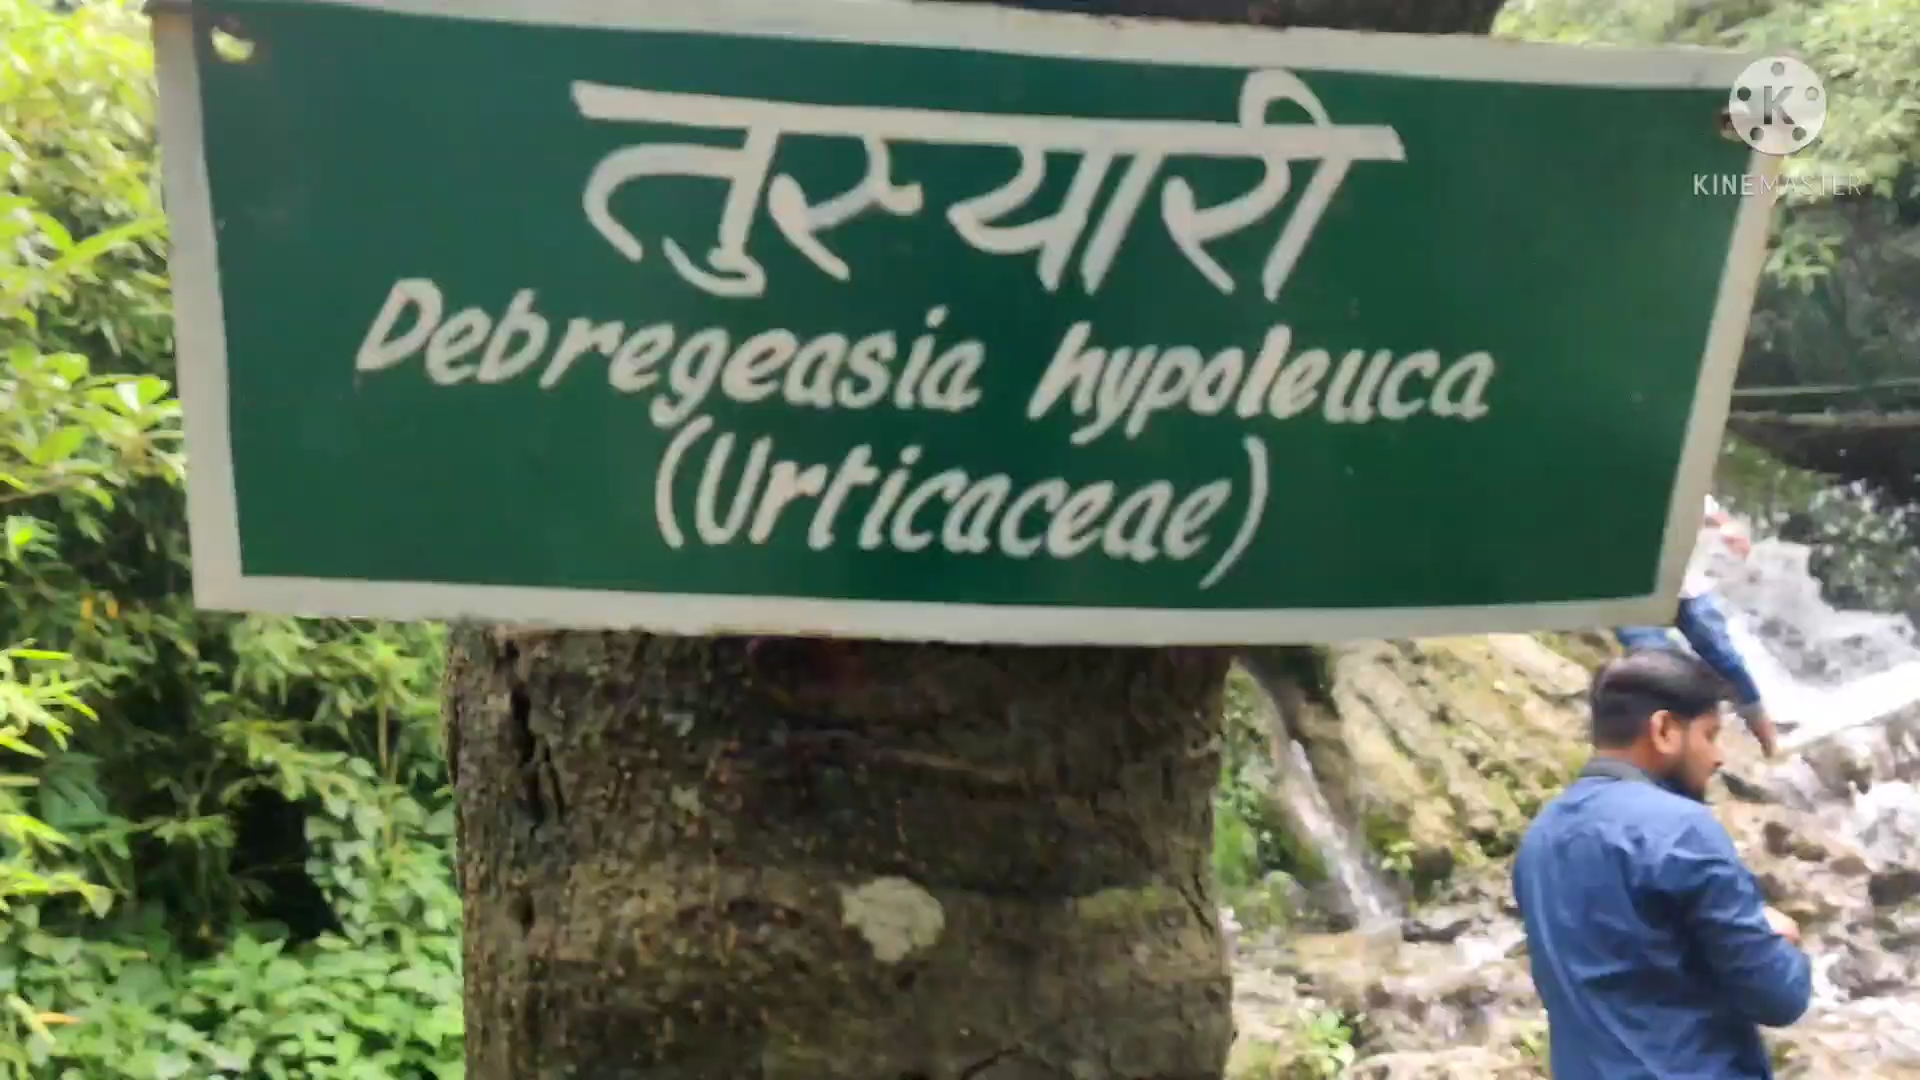 तुरुयारी
Debregeasia hypoleuca
(Urticaceae)
K
KINEMASTER